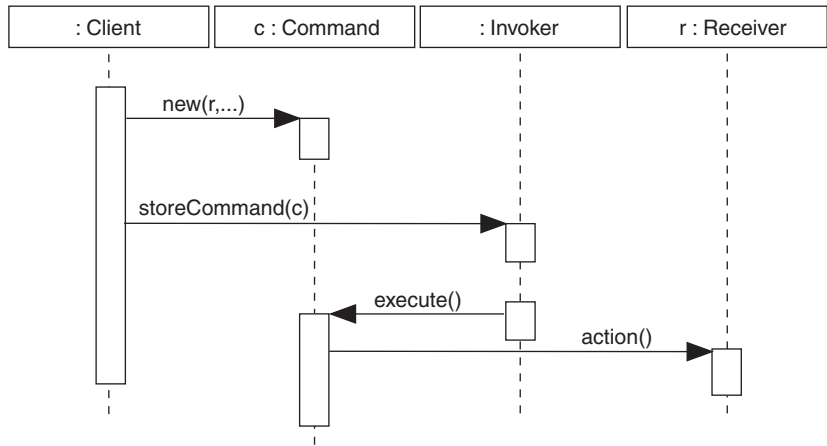 : Client
c : Command
: Invoker
r : Receiver
new(r,...)
storeCommand(c)
execute()
action()